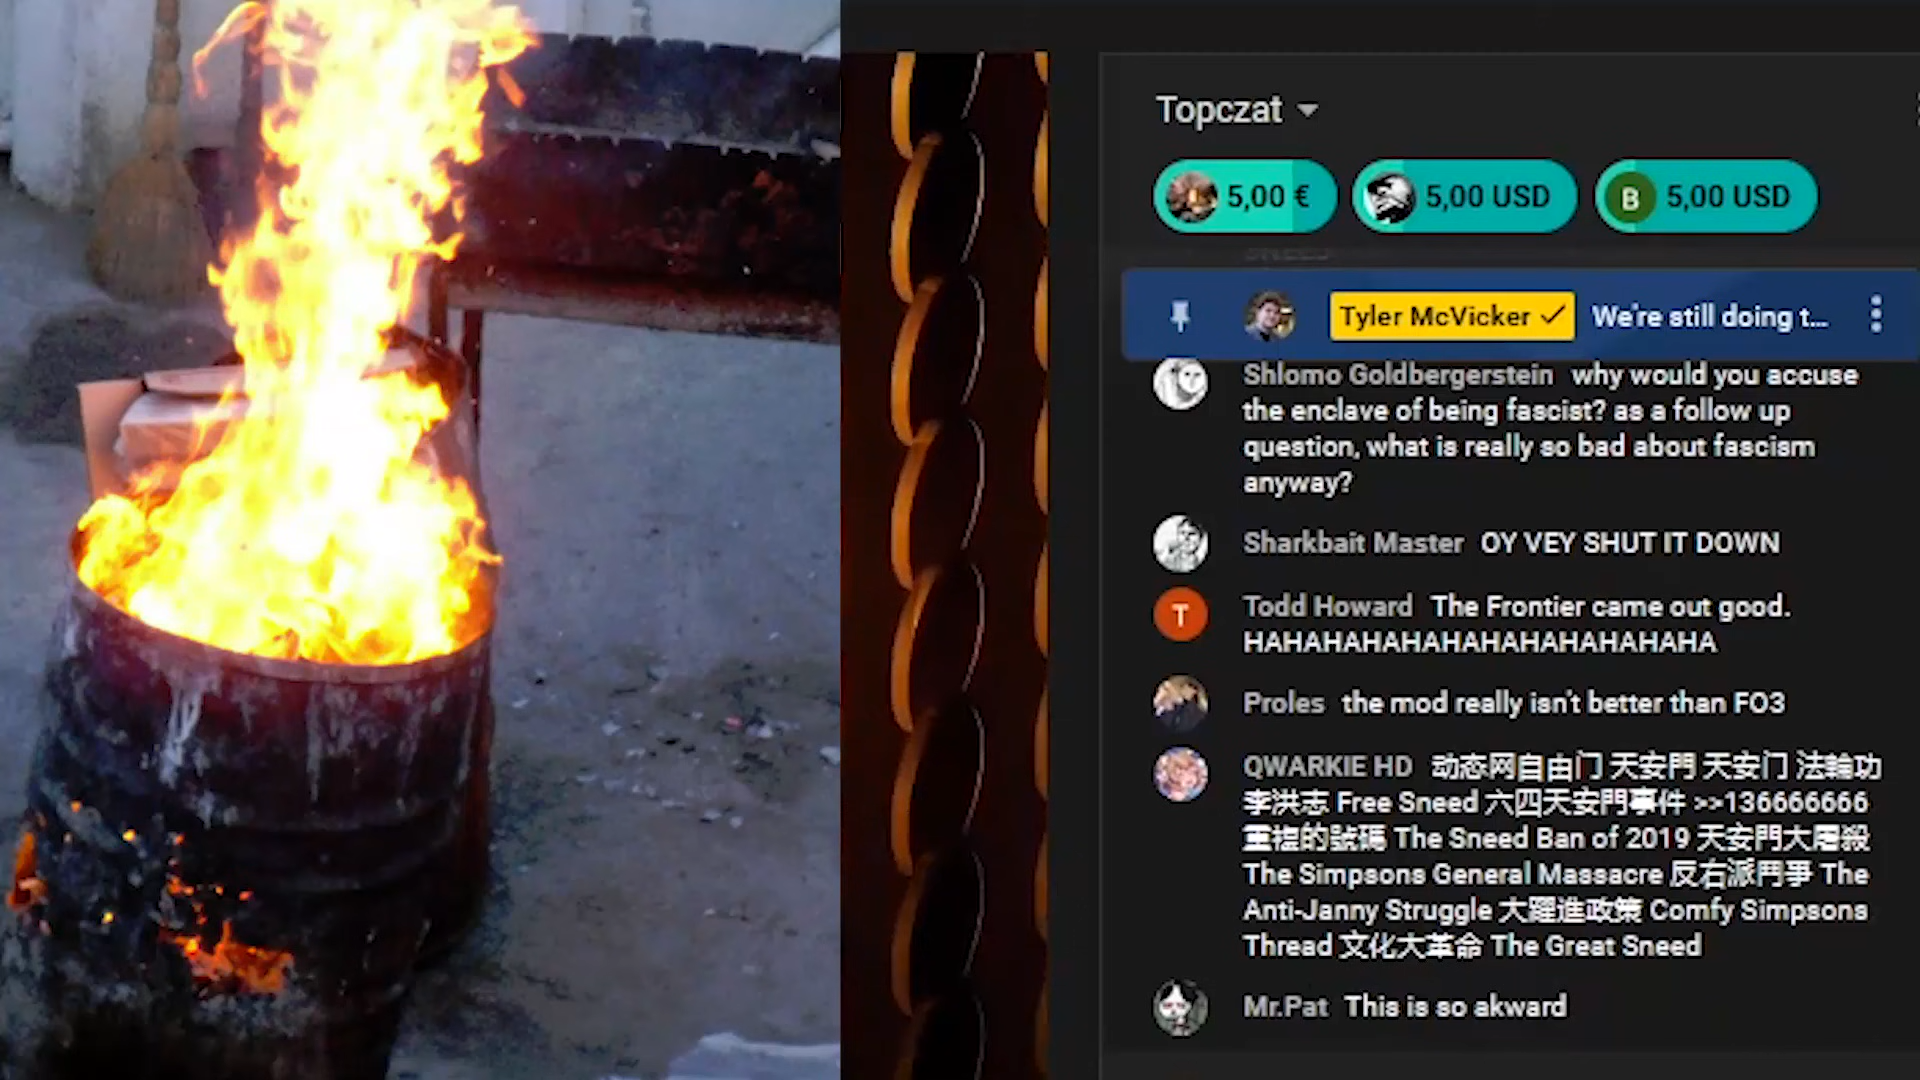 Topczat
5,00 € 5,00 USD B 5,00 USD
Tyler McVicker We're still doing t...
Shlomo Goldbergerstein why would you accuse
the enclave of being fascist? as a follow up
question, what is really so bad about fascism
anyway?
Sharkbait Master OY VEY SHUT IT DOWN
T Todd Howard The Frontier came out good.
HAHAHAHAHAHAHAHAHAHAHAHA
Proles the mod really isn't better than FO3
QWARKIE HD 动态网自由门 天安門 天安门 法輪功
李洪志 Free Sneed 六四天安門事件 >>136666666
重複的號碼 The Sneed Ban of 2019 天安門大屠殺
The Simpsons General Massacre 反右派鬥爭 The
Anti-Janny Struggle 大躍進政策 Comfy Simpsons
Thread 文化大革命 The Great Sneed
Mr.Pat This is so akward